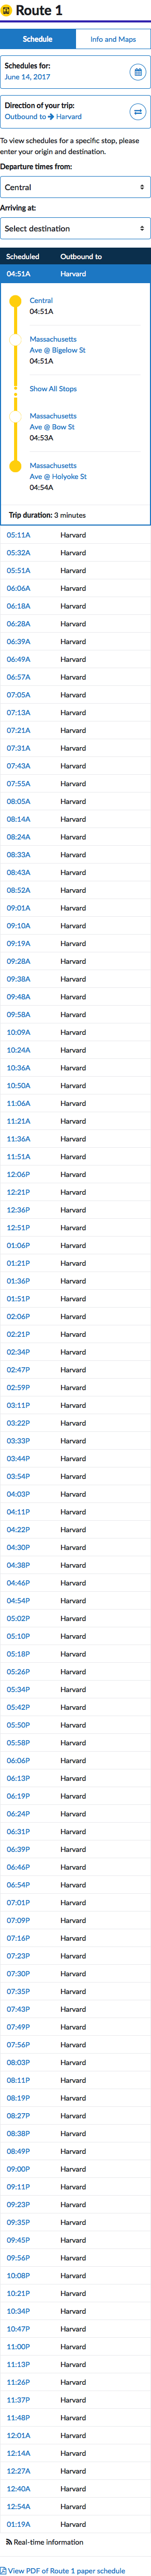 Route 1
Schedule
Info and Maps
Schedules for:
June 14, 2017
Direction of your trip:
Outbound to → Harvard
To view schedules for a specific stop, please
enter your origin and destination.
Departure times from:
Central
Arriving at:
Select destination
Scheduled Outbound to
04:51A Harvard
Central
04:51A
Massachusetts
Ave @ Bigelow St
04:51A
Show All Stops
Massachusetts
Ave @ Bow St
04:53A
Massachusetts
Ave @ Holyoke St
04:54A
Trip duration: 3 minutes
05:11A Harvard
05:32A Harvard
05:51A Harvard
06:06A Harvard
06:18A Harvard
06:28A Harvard
06:39A Harvard
06:49A Harvard
06:57A Harvard
07:05A Harvard
07:13A Harvard
07:21A Harvard
07:31A Harvard
07:43A Harvard
07:55A Harvard
08:05A Harvard
08:14A Harvard
08:24A Harvard
08:33A Harvard
08:43A Harvard
08:52A Harvard
09:01A Harvard
09:10A Harvard
09:19A Harvard
09:28A Harvard
09:38A Harvard
09:48A Harvard
09:58A Harvard
10:09A Harvard
10:24A Harvard
10:36A Harvard
10:50A Harvard
11:06A Harvard
11:21A Harvard
11:36A Harvard
11:51A Harvard
12:06P Harvard
12:21P Harvard
12:36P Harvard
12:51P Harvard
01:06P Harvard
01:21P Harvard
01:36P Harvard
01:51P Harvard
02:06P Harvard
02:21P Harvard
02:34P Harvard
02:47P Harvard
02:59P Harvard
03:11P Harvard
03:22P Harvard
03:33P Harvard
03:44P Harvard
03:54P Harvard
04:03P Harvard
04:11P Harvard
04:22P Harvard
04:30P Harvard
04:38P Harvard
04:46P Harvard
04:54P Harvard
05:02P Harvard
05:10P Harvard
05:18P Harvard
05:26P Harvard
05:34P Harvard
05:42P Harvard
05:50P Harvard
05:58P Harvard
06:06P Harvard
06:13P Harvard
06:19P Harvard
06:24P Harvard
06:31P Harvard
06:39P Harvard
06:46P Harvard
06:54P Harvard
07:01P Harvard
07:09P Harvard
07:16P Harvard
07:23P Harvard
07:30P Harvard
07:35P Harvard
07:43P Harvard
07:49P Harvard
07:56P Harvard
08:03P Harvard
08:11P Harvard
08:19P Harvard
08:27P Harvard
08:38P Harvard
08:49P Harvard
09:00P Harvard
09:11P Harvard
09:23P Harvard
09:35P Harvard
09:45P Harvard
09:56P Harvard
10:08P Harvard
10:21P Harvard
10:34P Harvard
10:47P Harvard
11:00P Harvard
11:13P Harvard
11:26P Harvard
11:37P Harvard
11:48P Harvard
12:01A Harvard
12:14A Harvard
12:27A Harvard
12:40A Harvard
12:54A Harvard
01:19A Harvard
Real-time information
View PDF of Route 1 paper schedule